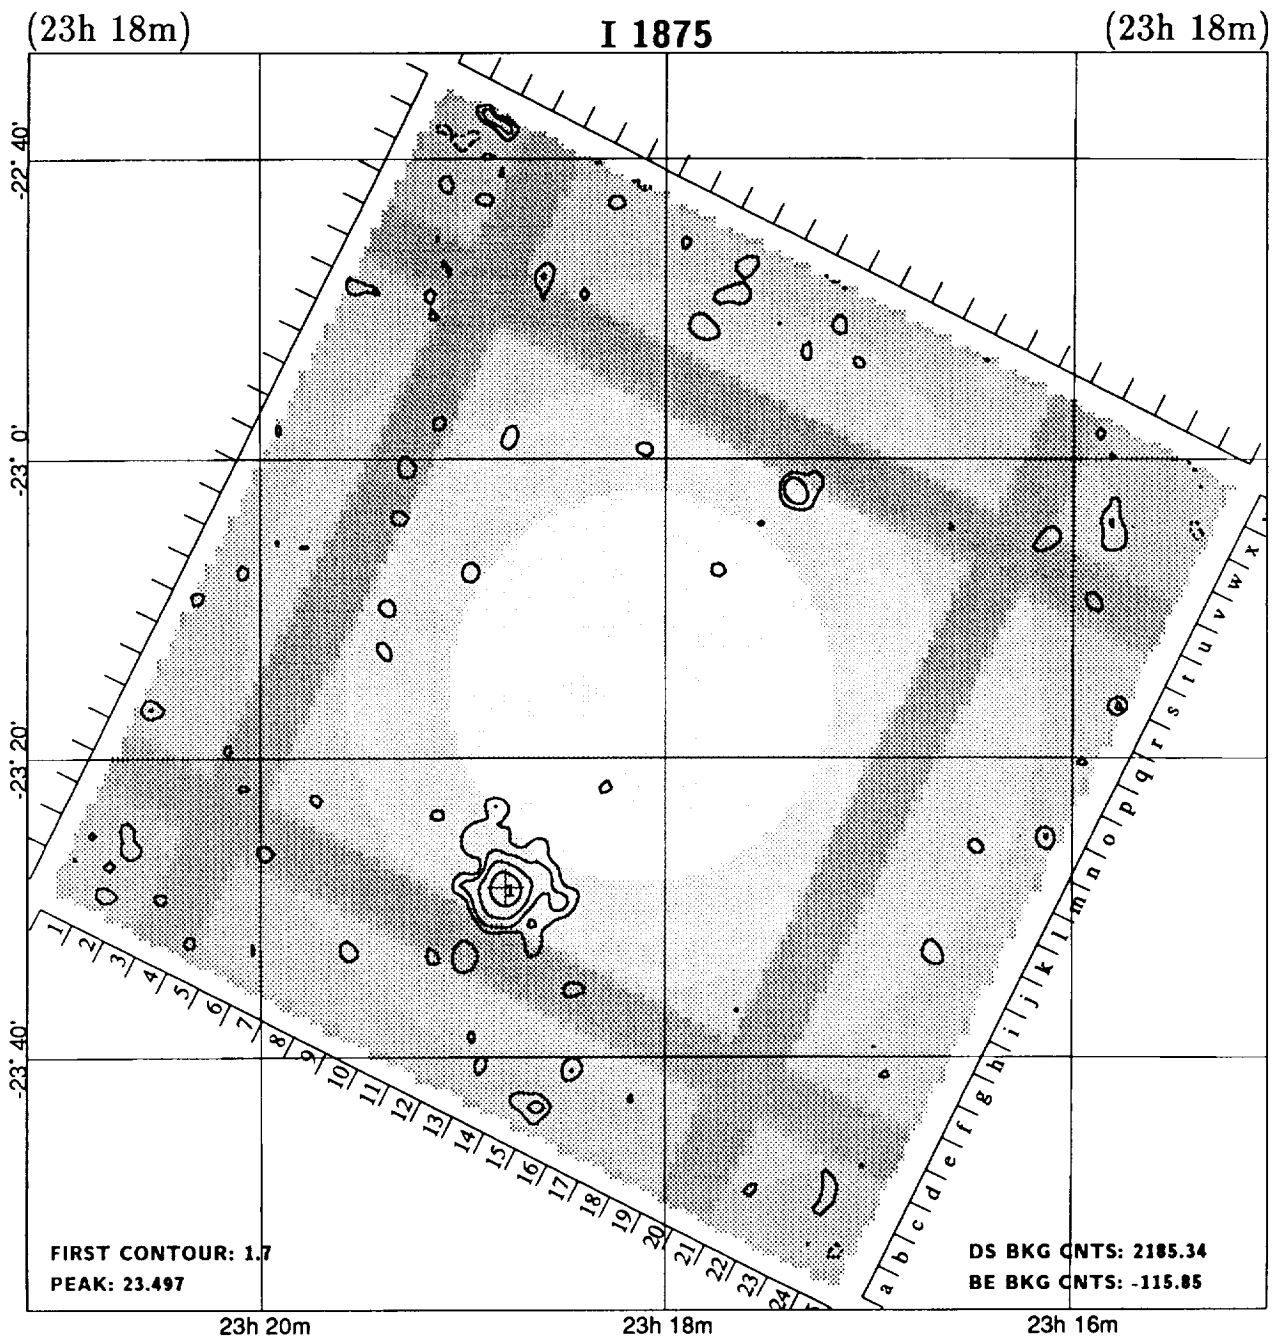 (23h 18m) I 1875 (23h 18m)
-22° 40'
-23° 0'
-23° 20'
-23° 40'
1
1 2 3 4 5 6 7 8 9 10 11 12 13 14 15 16 17 18 19 20 21 22 23 24
a b c d e f g h i j k l m n o p q r s t u v w x
FIRST CONTOUR: 1.7
PEAK: 23.497
DS BKG CNTS: 2185.34
BE BKG CNTS: -115.85
23h 20m 23h 18m 23h 16m